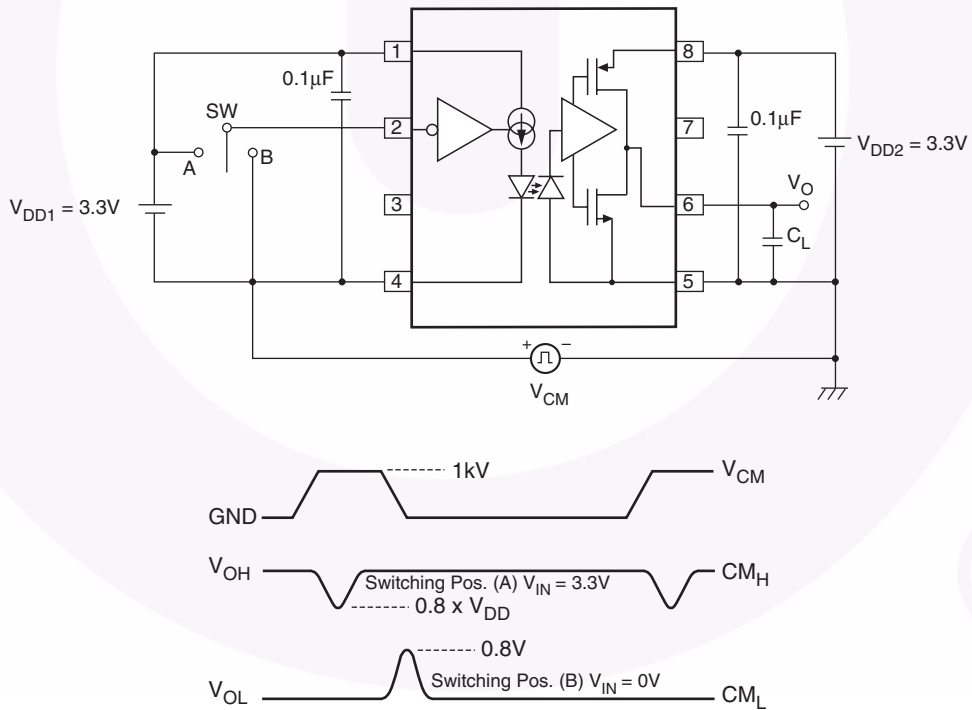 1
8
0.1µF
SW
2
7
0.1µF
A
B
V_DD2 = 3.3V
V_O
V_DD1 = 3.3V
3
6
C_L
4
5
+
−
V_CM
1kV
V_CM
GND
V_OH
Switching Pos. (A) V_IN = 3.3V
CM_H
0.8 x V_DD
0.8V
Switching Pos. (B) V_IN = 0V
V_OL
CM_L